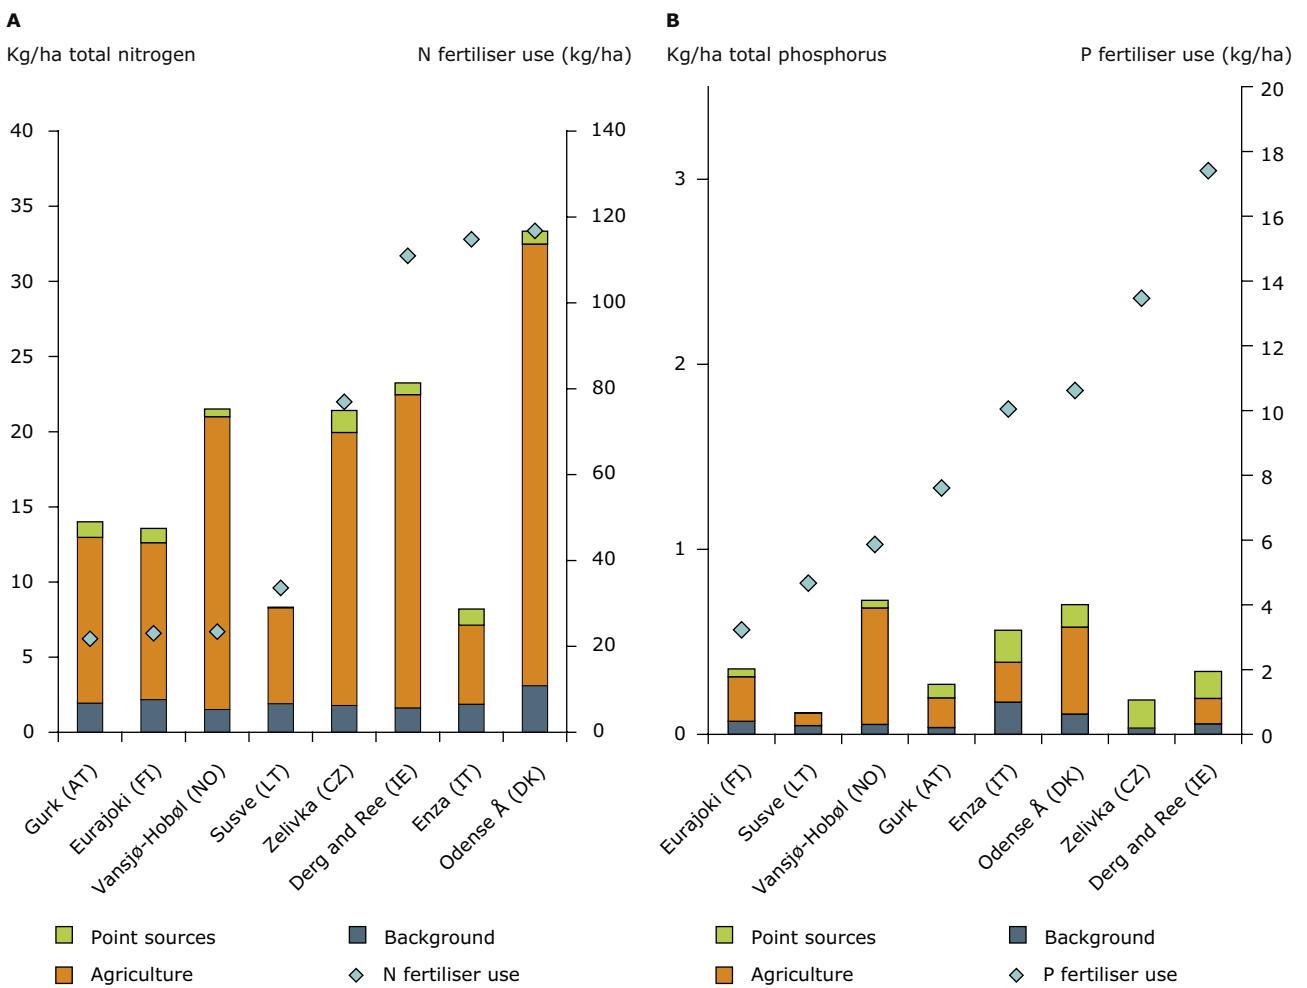 A
Kg/ha total nitrogen
N fertiliser use (kg/ha)
40
35
30
25
20
15
10
5
0
140
120
100
80
60
40
20
0
Gurk (AT)
Eurajoki (FI)
Vansjø-Hobøl (NO)
Susve (LT)
Zelivka (CZ)
Derg and Ree (IE)
Enza (IT)
Odense Å (DK)
Point sources
Background
Agriculture
N fertiliser use
B
Kg/ha total phosphorus
P fertiliser use (kg/ha)
3
2
1
0
20
18
16
14
12
10
8
6
4
2
0
Eurajoki (FI)
Susve (LT)
Vansjø-Hobøl (NO)
Gurk (AT)
Enza (IT)
Odense Å (DK)
Zelivka (CZ)
Derg and Ree (IE)
Point sources
Background
Agriculture
P fertiliser use